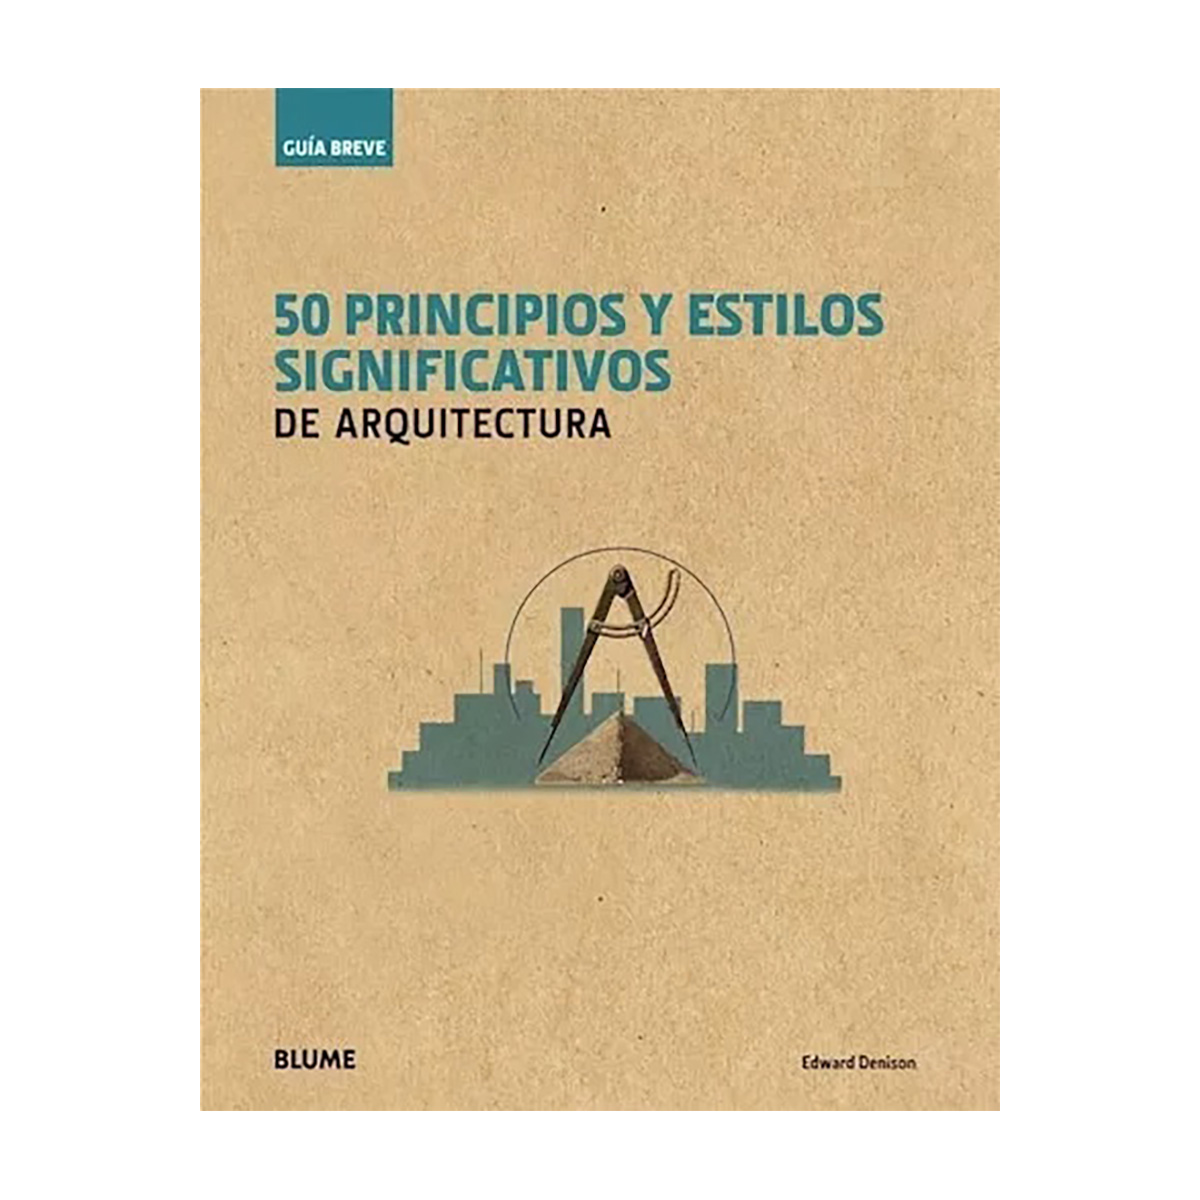 GUÍA BREVE
50 PRINCIPIOS Y ESTILOS
SIGNIFICATIVOS
DE ARQUITECTURA
BLUME
Edward Denison